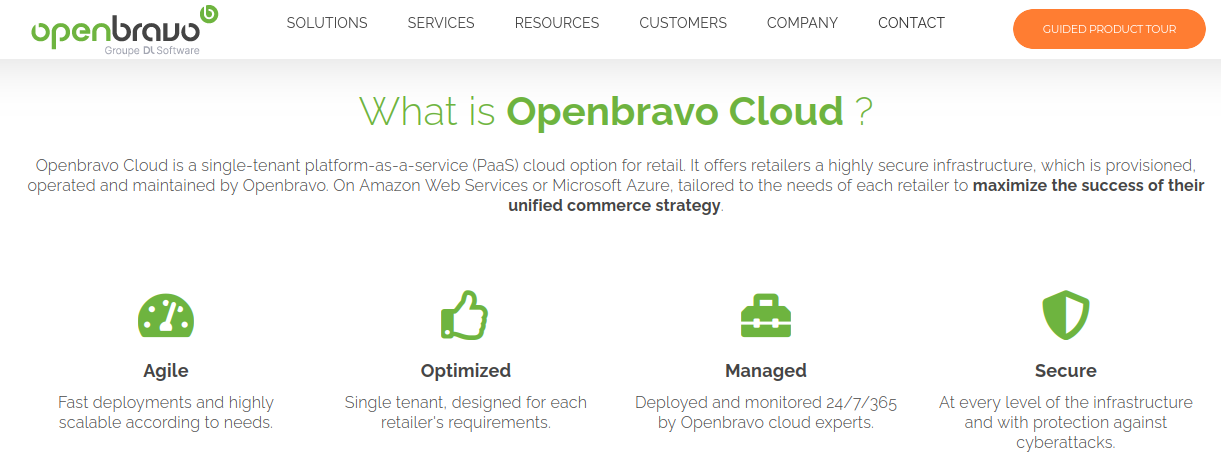 openbravo b
Groupe DL Software
SOLUTIONS SERVICES RESOURCES CUSTOMERS COMPANY CONTACT GUIDED PRODUCT TOUR
What is Openbravo Cloud ?
Openbravo Cloud is a single-tenant platform-as-a-service (PaaS) cloud option for retail. It offers retailers a highly secure infrastructure, which is provisioned,
operated and maintained by Openbravo. On Amazon Web Services or Microsoft Azure, tailored to the needs of each retailer to maximize the success of their
unified commerce strategy.
Agile
Fast deployments and highly
scalable according to needs.
Optimized
Single tenant, designed for each
retailer's requirements.
Managed
Deployed and monitored 24/7/365
by Openbravo cloud experts.
Secure
At every level of the infrastructure
and with protection against
cyberattacks.